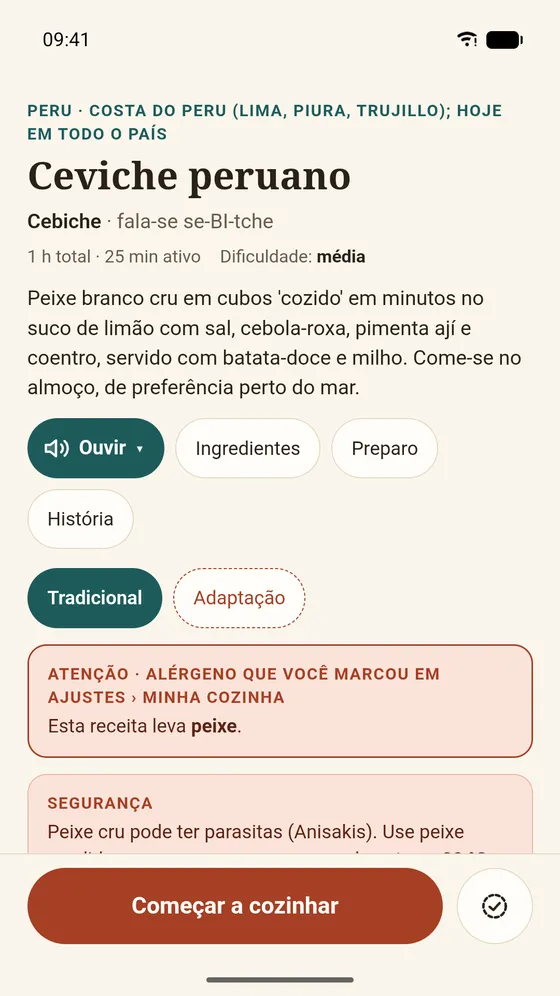 09:41
PERU · COSTA DO PERU (LIMA, PIURA, TRUJILLO); HOJE
EM TODO O PAÍS
Ceviche peruano
Cebiche · fala-se se-BI-tche
1 h total · 25 min ativo Dificuldade: média
Peixe branco cru em cubos 'cozido' em minutos no
suco de limão com sal, cebola-roxa, pimenta ají e
coentro, servido com batata-doce e milho. Come-se no
almoço, de preferência perto do mar.
Ouvir ▾ Ingredientes Preparo
História
Tradicional Adaptação
ATENÇÃO · ALÉRGENO QUE VOCÊ MARCOU EM
AJUSTES › MINHA COZINHA
Esta receita leva peixe.
SEGURANÇA
Peixe cru pode ter parasitas (Anisakis). Use peixe
Começar a cozinhar